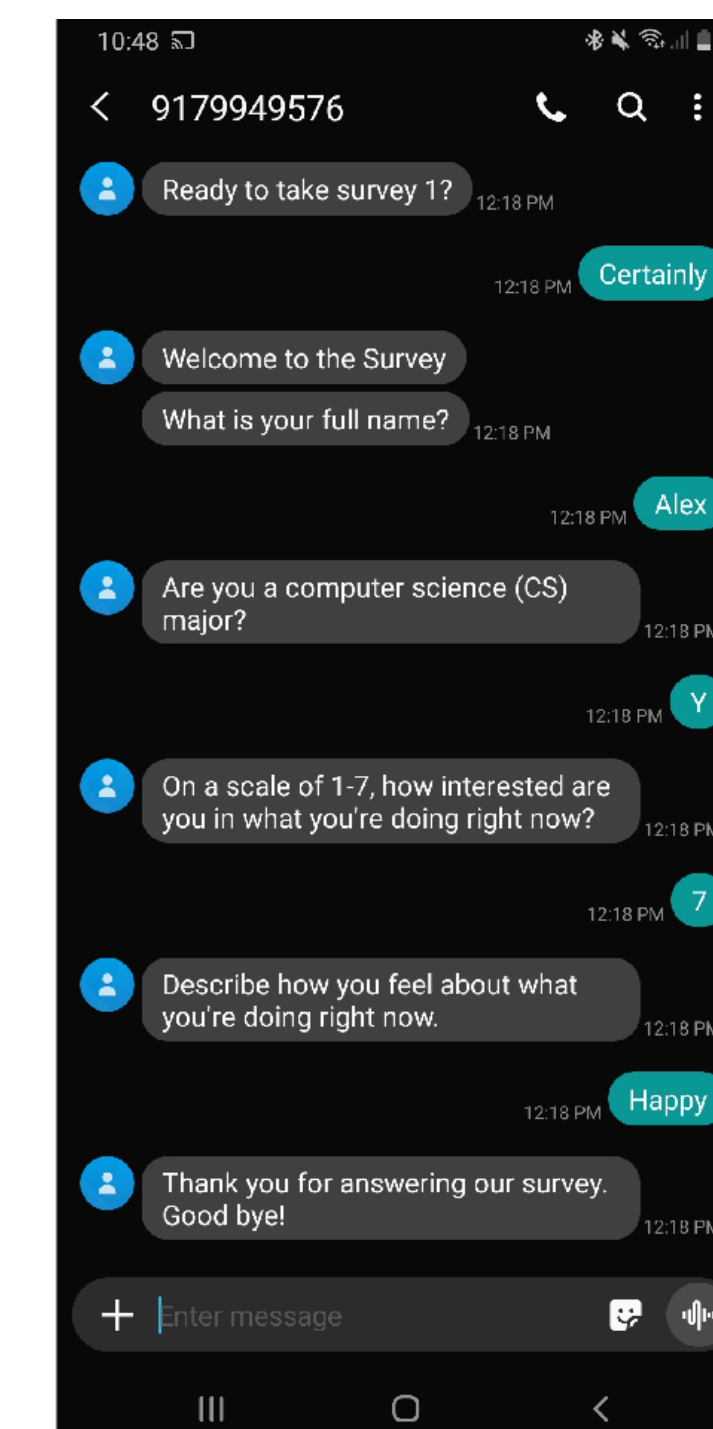 10:48
9179949576
Ready to take survey 1?
12:18 PM
12:18 PM
Certainly
Welcome to the Survey
What is your full name?
12:18 PM
12:18 PM
Alex
Are you a computer science (CS)
major?
12:18 PM
12:18 PM
Y
On a scale of 1-7, how interested are
you in what you're doing right now?
12:18 PM
12:18 PM
7
Describe how you feel about what
you're doing right now.
12:18 PM
12:18 PM
Happy
Thank you for answering our survey.
Good bye!
12:18 PM
Enter message